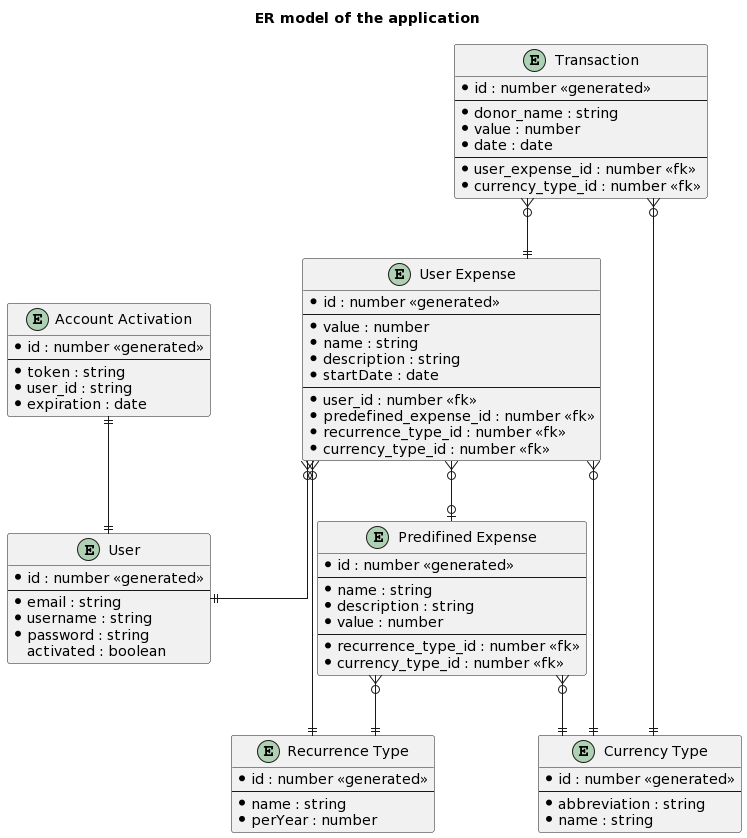 ER model of the application
E Transaction
id : number «generated»
donor_name : string
value : number
date : date
user_expense_id : number «fk»
currency_type_id : number «fk»
E User Expense
id : number «generated»
value : number
name : string
description : string
startDate : date
user_id : number «fk»
predefined_expense_id : number «fk»
recurrence_type_id : number «fk»
currency_type_id : number «fk»
E Account Activation
id : number «generated»
token : string
user_id : string
expiration : date
E User
id : number «generated»
email : string
username : string
password : string
activated : boolean
E Predifined Expense
id : number «generated»
name : string
description : string
value : number
recurrence_type_id : number «fk»
currency_type_id : number «fk»
E Recurrence Type
id : number «generated»
name : string
perYear : number
E Currency Type
id : number «generated»
abbreviation : string
name : string